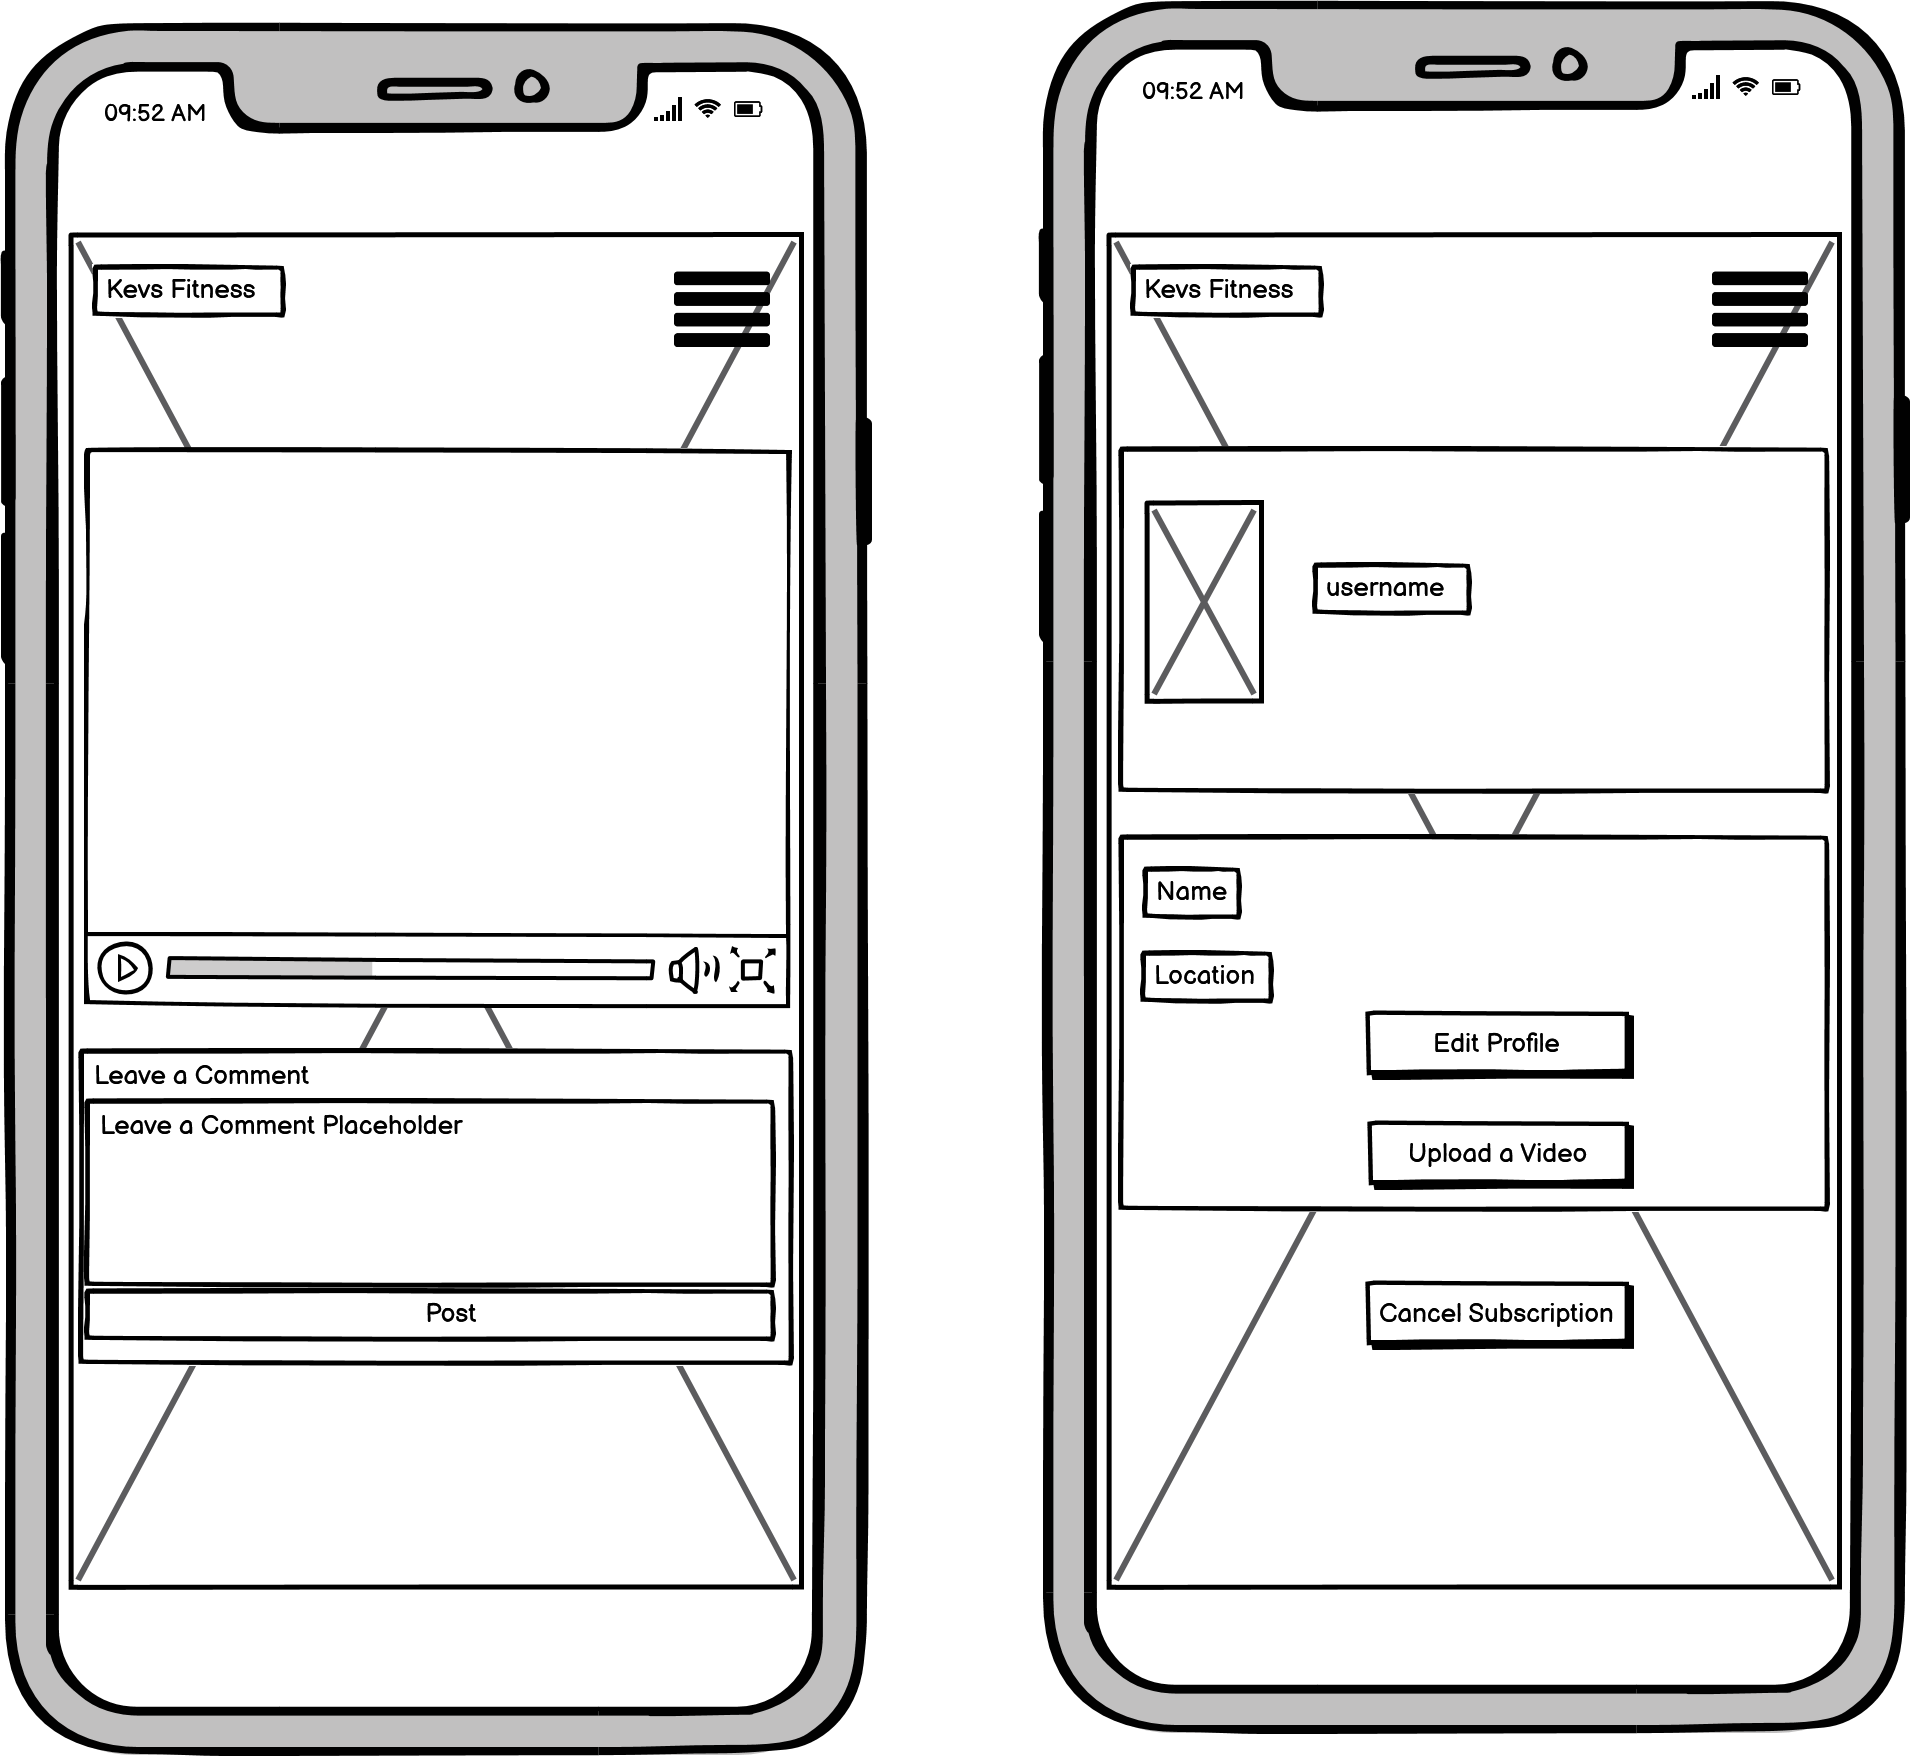 09:52 AM
Kevs Fitness
Leave a Comment
Leave a Comment Placeholder
Post
09:52 AM
Kevs Fitness
username
Name
Location
Edit Profile
Upload a Video
Cancel Subscription